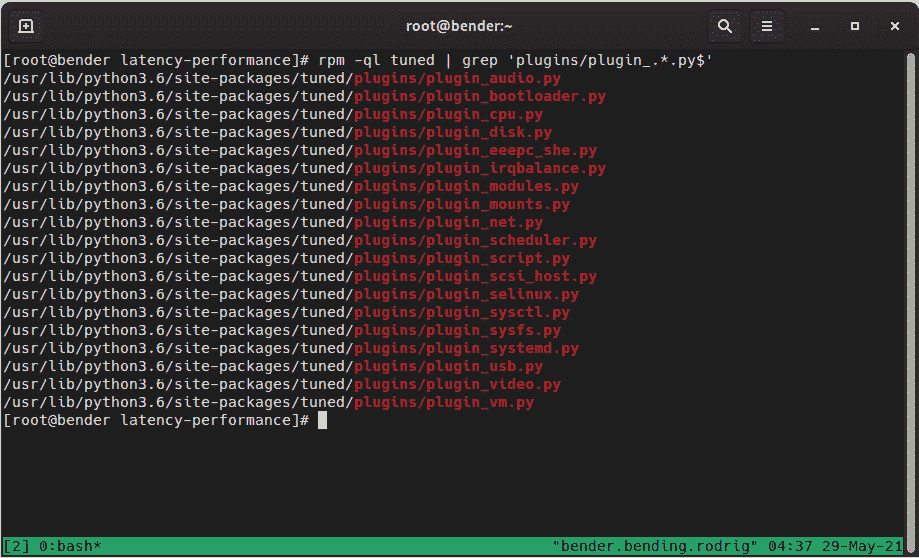 root@bender:~
[root@bender latency-performance]# rpm -ql tuned | grep 'plugins/plugin_.*.py$'
/usr/lib/python3.6/site-packages/tuned/plugins/plugin_audio.py
/usr/lib/python3.6/site-packages/tuned/plugins/plugin_bootloader.py
/usr/lib/python3.6/site-packages/tuned/plugins/plugin_cpu.py
/usr/lib/python3.6/site-packages/tuned/plugins/plugin_disk.py
/usr/lib/python3.6/site-packages/tuned/plugins/plugin_eeepc_she.py
/usr/lib/python3.6/site-packages/tuned/plugins/plugin_irqbalance.py
/usr/lib/python3.6/site-packages/tuned/plugins/plugin_modules.py
/usr/lib/python3.6/site-packages/tuned/plugins/plugin_mounts.py
/usr/lib/python3.6/site-packages/tuned/plugins/plugin_net.py
/usr/lib/python3.6/site-packages/tuned/plugins/plugin_scheduler.py
/usr/lib/python3.6/site-packages/tuned/plugins/plugin_script.py
/usr/lib/python3.6/site-packages/tuned/plugins/plugin_scsi_host.py
/usr/lib/python3.6/site-packages/tuned/plugins/plugin_selinux.py
/usr/lib/python3.6/site-packages/tuned/plugins/plugin_sysctl.py
/usr/lib/python3.6/site-packages/tuned/plugins/plugin_sysfs.py
/usr/lib/python3.6/site-packages/tuned/plugins/plugin_systemd.py
/usr/lib/python3.6/site-packages/tuned/plugins/plugin_usb.py
/usr/lib/python3.6/site-packages/tuned/plugins/plugin_video.py
/usr/lib/python3.6/site-packages/tuned/plugins/plugin_vm.py
[root@bender latency-performance]#
[2] 0:bash* "bender.bending.rodrig" 04:37 29-May-21